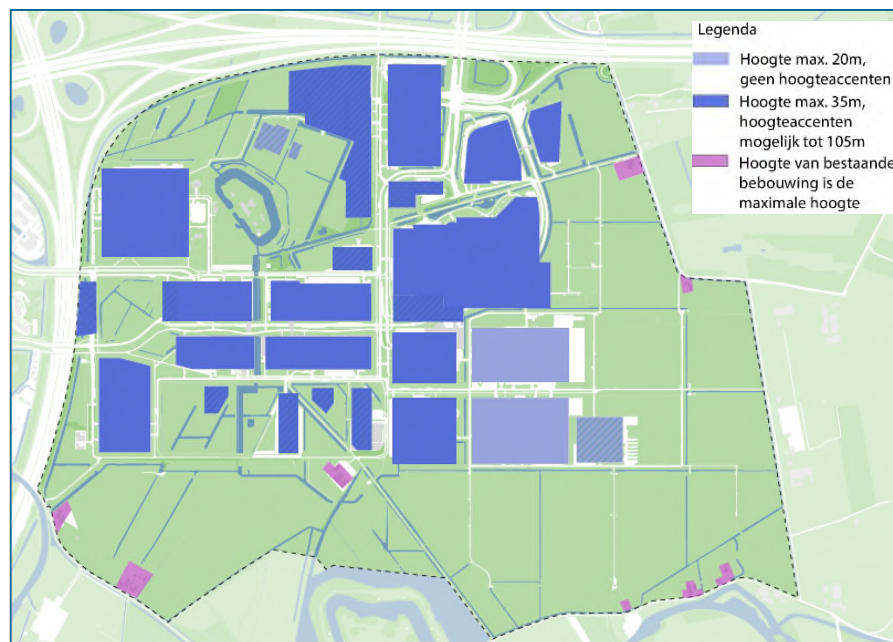 Legenda
Hoogte max. 20m,
geen hoogteaccenten
Hoogte max. 35m,
hoogteaccenten
mogelijk tot 105m
Hoogte van bestaande
bebouwing is de
maximale hoogte